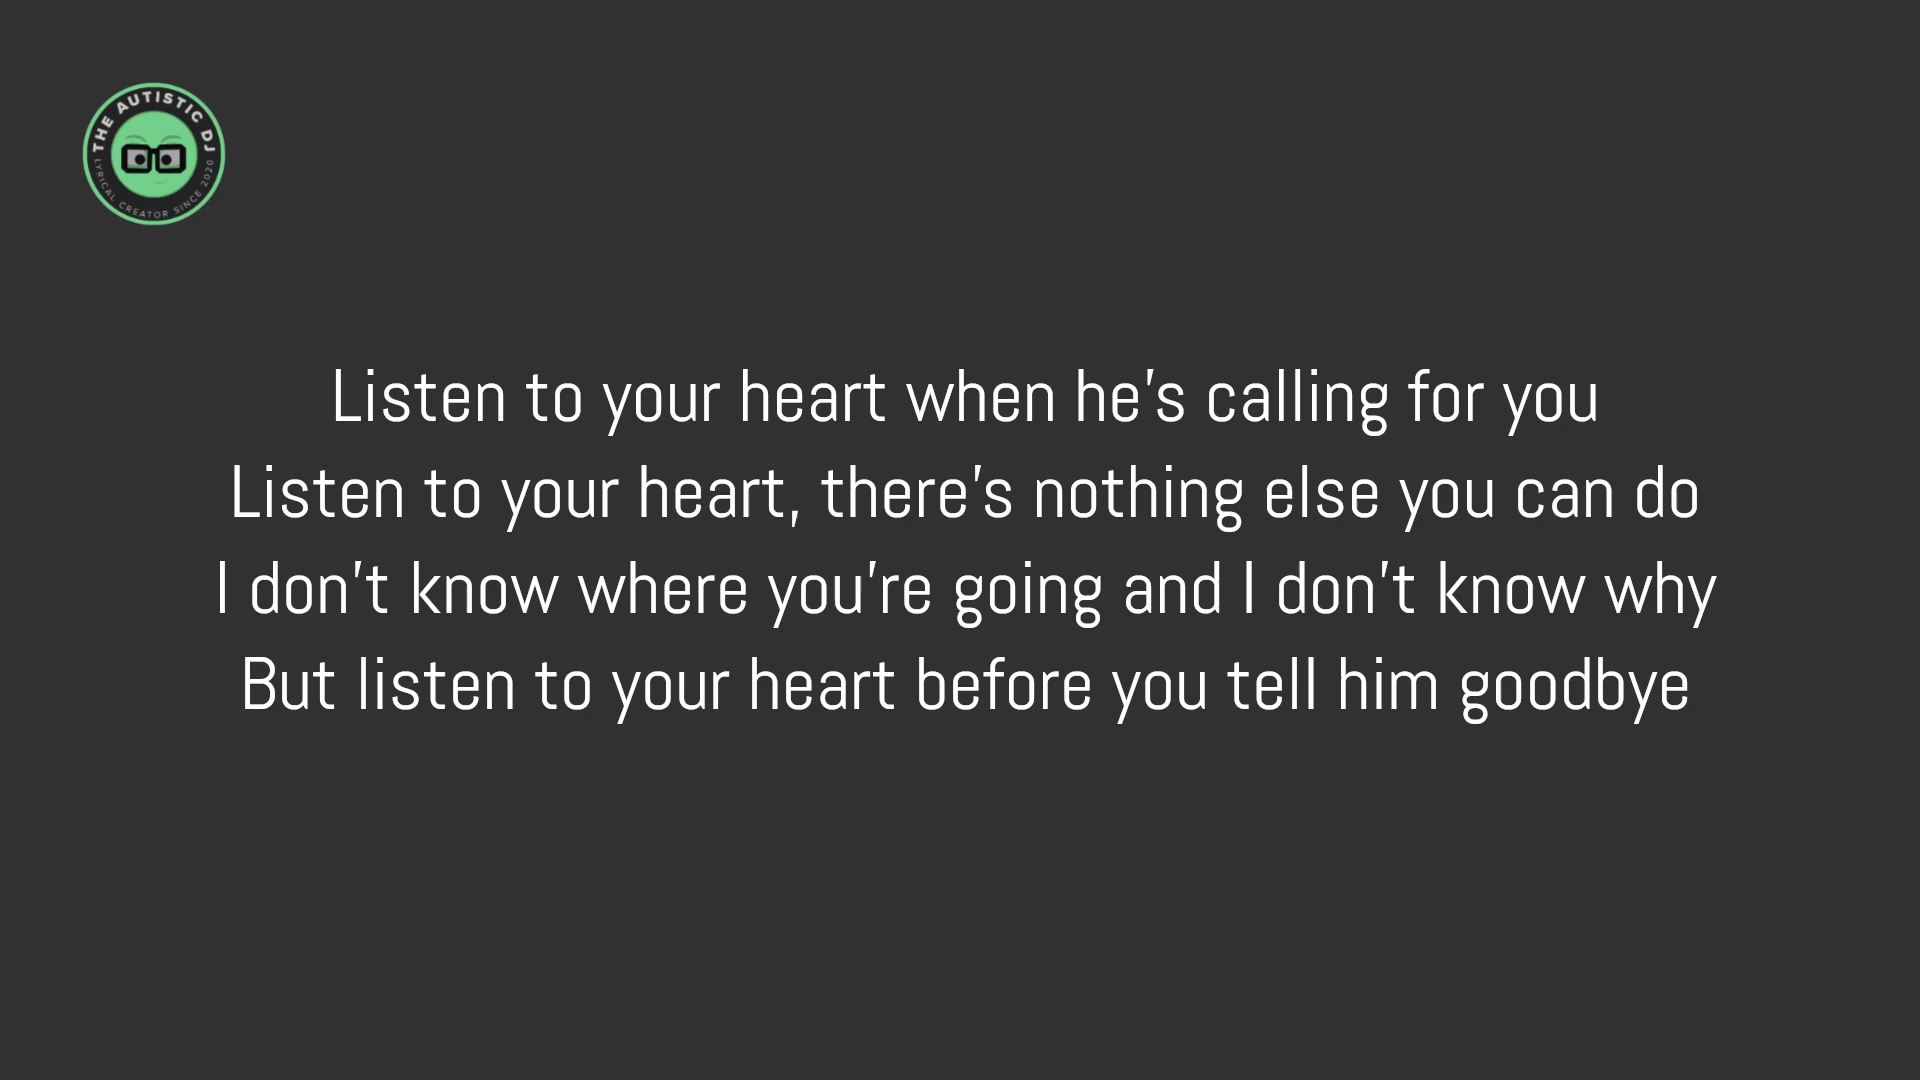 THE AUTISTIC DJ
LYRICAL CREATOR SINCE 2020
Listen to your heart when he's calling for you
Listen to your heart, there's nothing else you can do
I don't know where you're going and I don't know why
But listen to your heart before you tell him goodbye